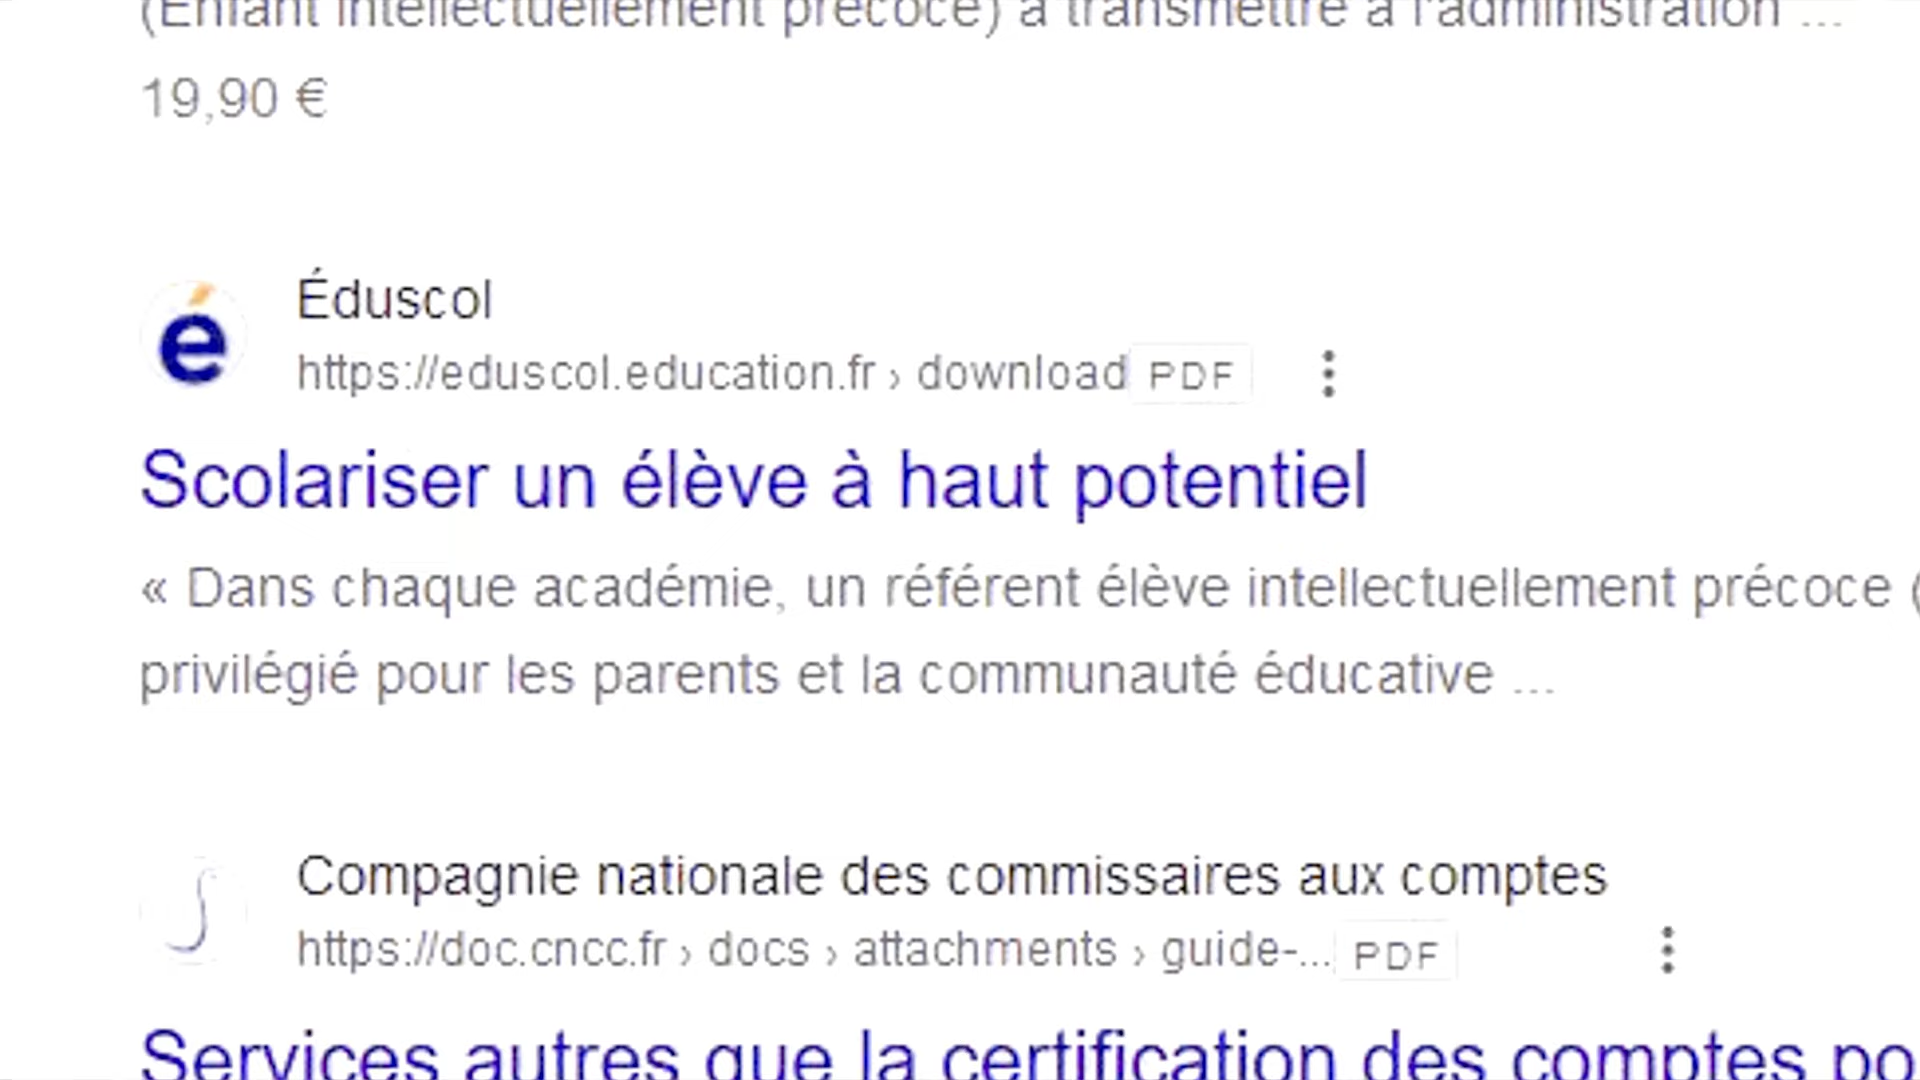 (Enfant intellectuellement précoce) à transmettre à l'administration ...
19,90 €
Éduscol
https://eduscol.education.fr › download PDF
Scolariser un élève à haut potentiel
« Dans chaque académie, un référent élève intellectuellement précoce (
privilégié pour les parents et la communauté éducative ...
Compagnie nationale des commissaires aux comptes
https://doc.cncc.fr › docs › attachments › guide-... PDF
Services autres que la certification des comptes po